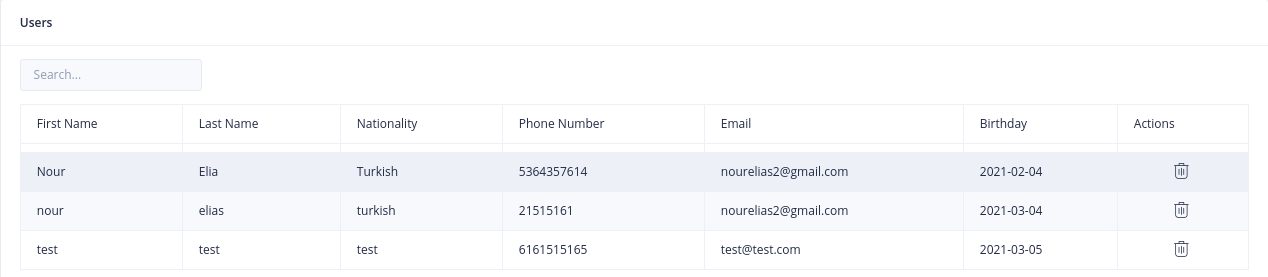 Users
Search...
First Name Last Name Nationality Phone Number Email Birthday Actions
Nour Elia Turkish 5364357614 nourelias2@gmail.com 2021-02-04
nour elias turkish 21515161 nourelias2@gmail.com 2021-03-04
test test test 6161515165 test@test.com 2021-03-05